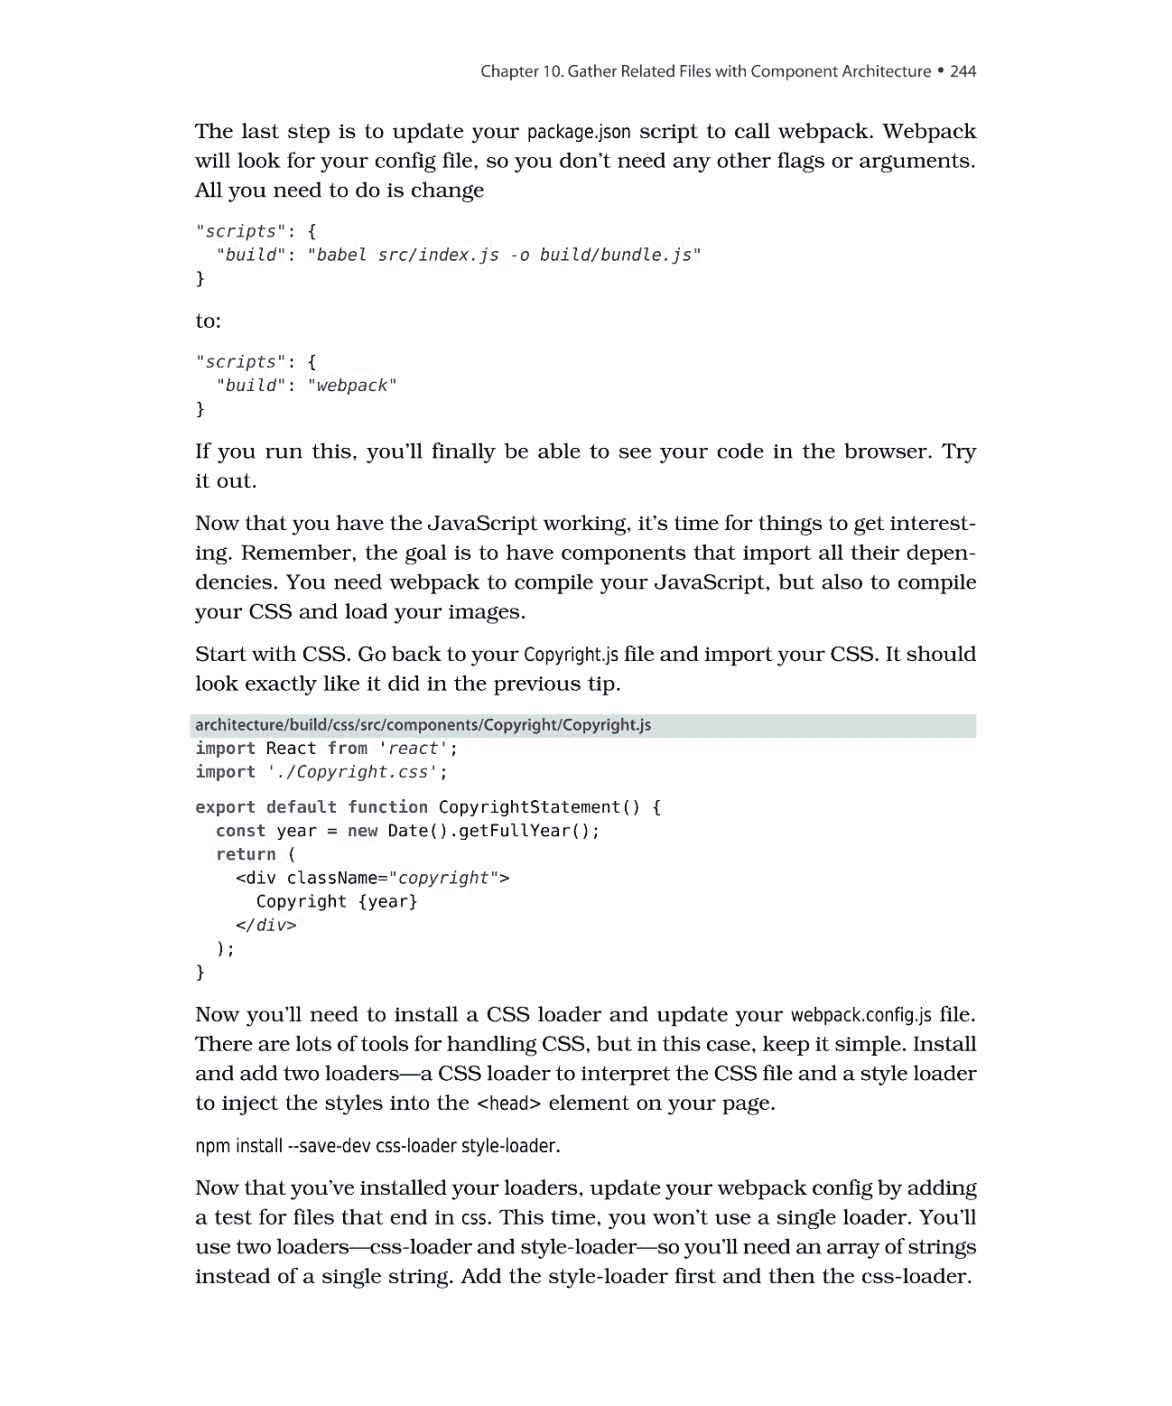 Chapter 10. Gather Related Files with Component Architecture • 244
The last step is to update your package.json script to call webpack. Webpack
will look for your config file, so you don't need any other flags or arguments.
All you need to do is change
"scripts": {
  "build": "babel src/index.js -o build/bundle.js"
}
to:
"scripts": {
  "build": "webpack"
}
If you run this, you'll finally be able to see your code in the browser. Try
it out.
Now that you have the JavaScript working, it's time for things to get interest-
ing. Remember, the goal is to have components that import all their depen-
dencies. You need webpack to compile your JavaScript, but also to compile
your CSS and load your images.
Start with CSS. Go back to your Copyright.js file and import your CSS. It should
look exactly like it did in the previous tip.
architecture/build/css/src/components/Copyright/Copyright.js
import React from 'react';
import './Copyright.css';
export default function CopyrightStatement() {
  const year = new Date().getFullYear();
  return (
    <div className="copyright">
      Copyright {year}
    </div>
  );
}
Now you'll need to install a CSS loader and update your webpack.config.js file.
There are lots of tools for handling CSS, but in this case, keep it simple. Install
and add two loaders—a CSS loader to interpret the CSS file and a style loader
to inject the styles into the <head> element on your page.
npm install --save-dev css-loader style-loader.
Now that you've installed your loaders, update your webpack config by adding
a test for files that end in css. This time, you won't use a single loader. You'll
use two loaders—css-loader and style-loader—so you'll need an array of strings
instead of a single string. Add the style-loader first and then the css-loader.